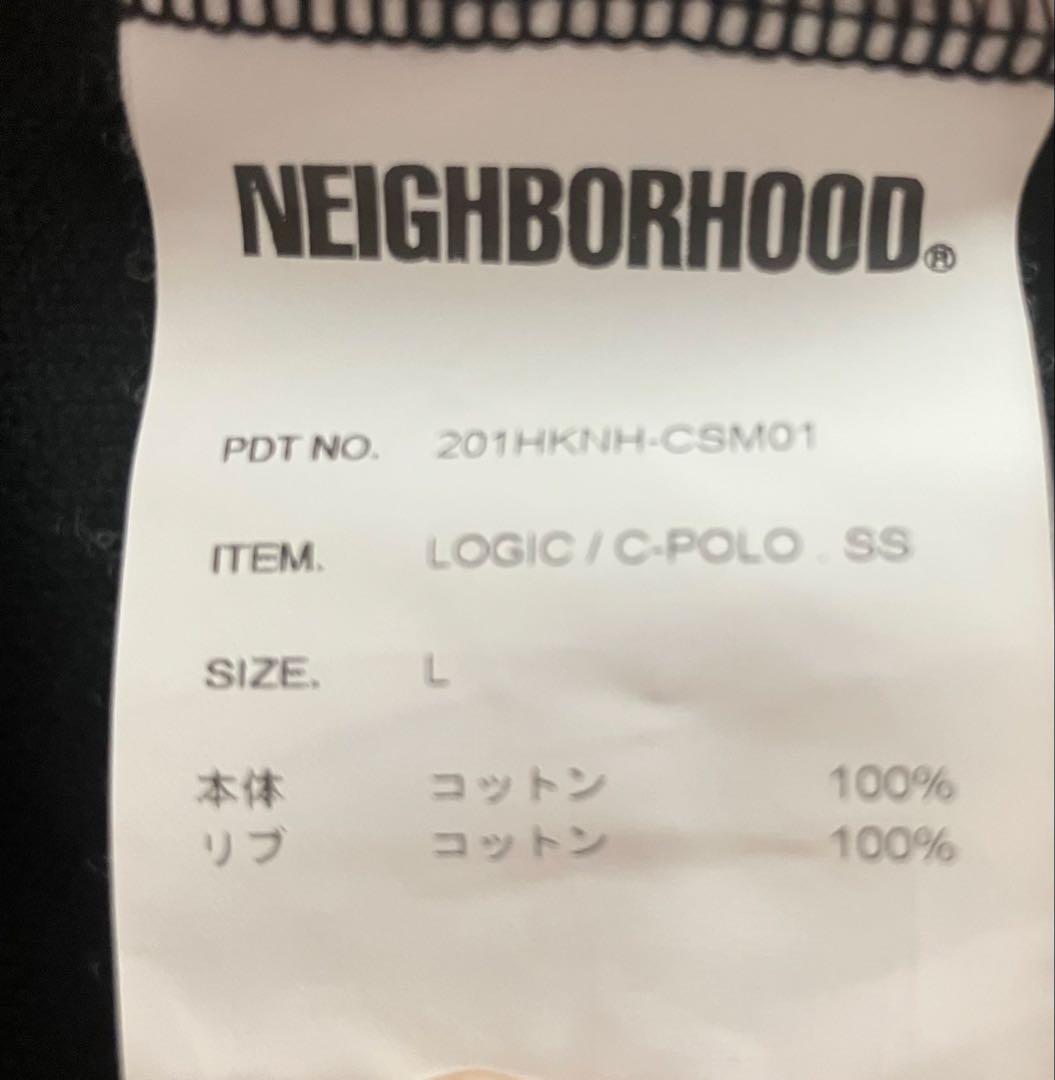 NEIGHBORHOOD®
PDT NO. 201HKNH-CSM01
ITEM. LOGIC / C-POLO . SS
SIZE. L
本体 コットン 100%
リブ コットン 100%